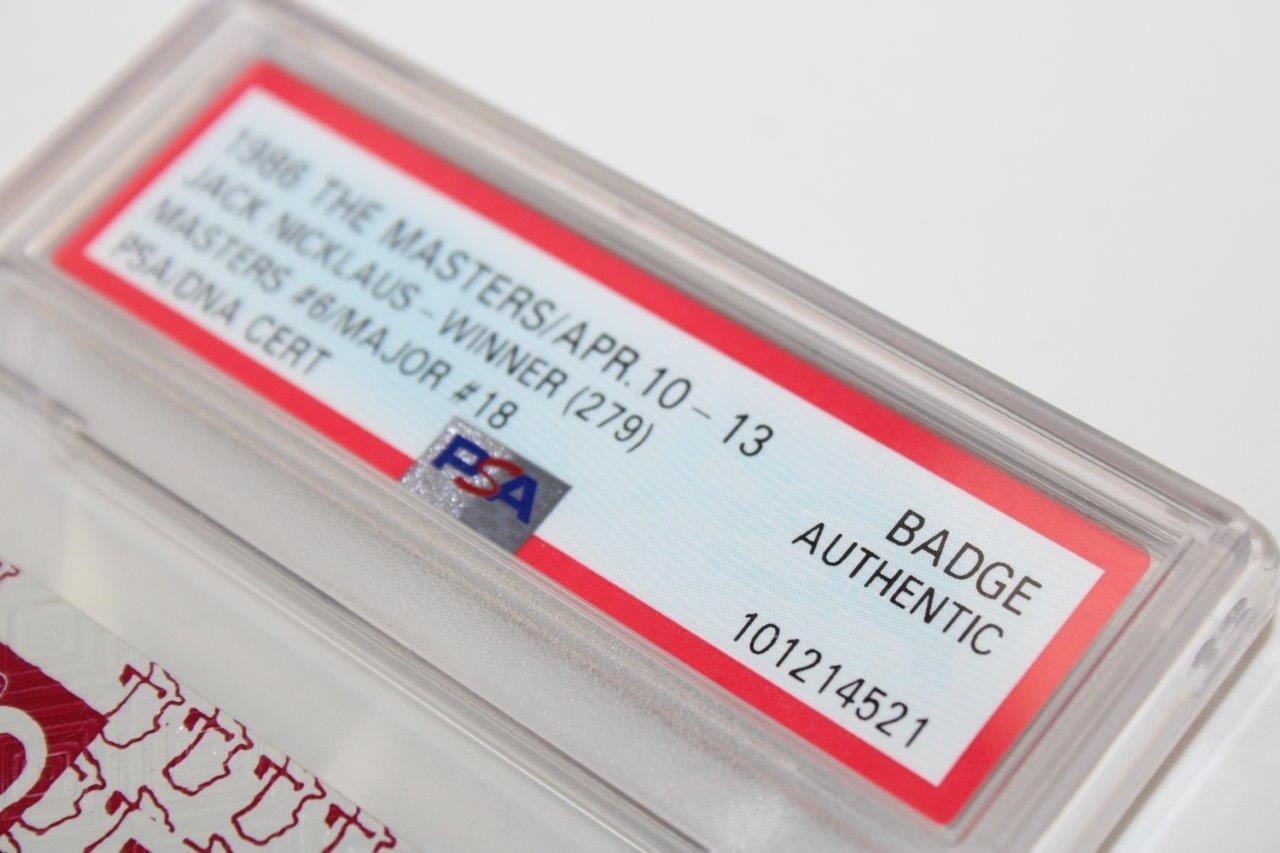 1986 THE MASTERS/APR. 10 – 13
JACK NICKLAUS – WINNER (279)
MASTERS #6/MAJOR #18
PSA/DNA CERT
PSA
BADGE
AUTHENTIC
101214521